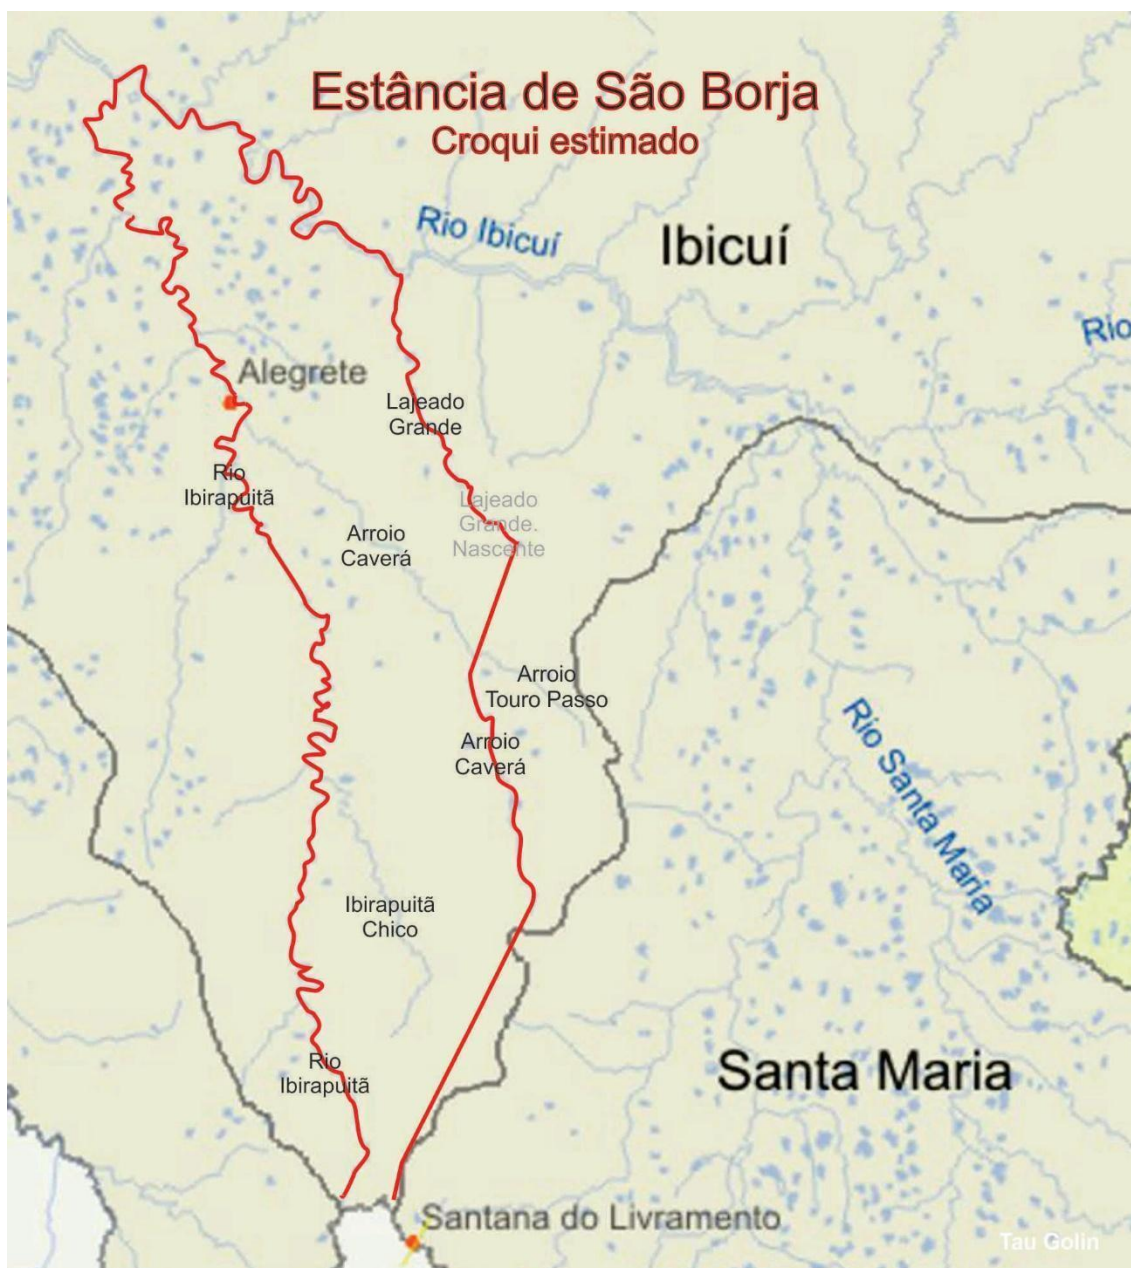 Estância de São Borja
Croqui estimado
Rio Ibicuí
Ibicuí
Rio
Alegrete
Lajeado
Grande
Rio
Ibirapuitã
Lajeado
Grande.
Nascente
Arroio
Caverá
Arroio
Touro Passo
Arroio
Caverá
Rio Santa Maria
Ibirapuitã
Chico
Rio
Ibirapuitã
Santa Maria
Santana do Livramento
Tau Golin